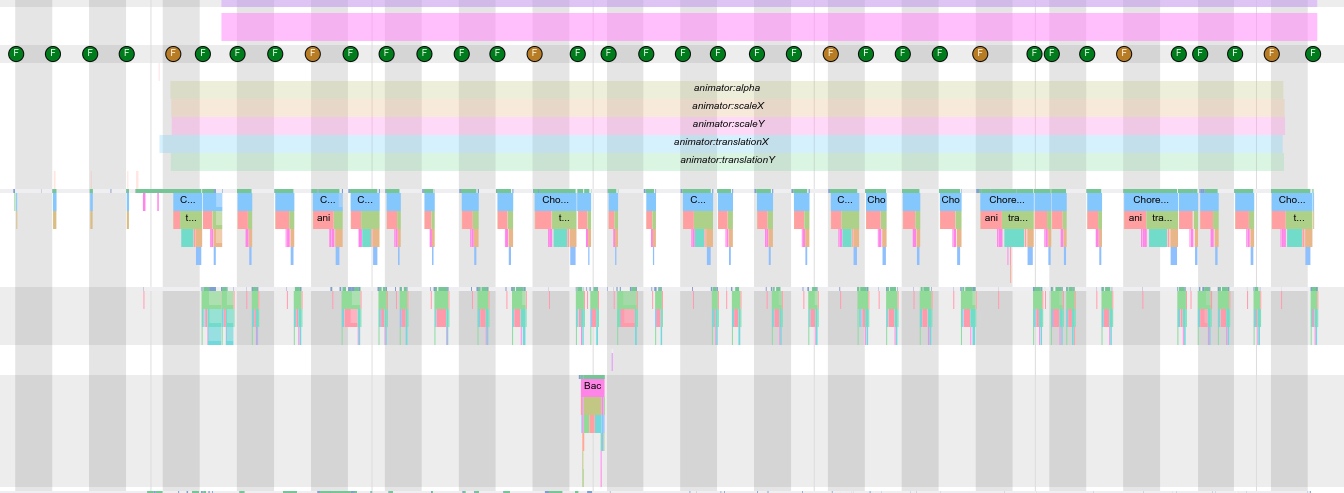 F F F F F F F F F F F F F F F F F F F F F F F F F F F F F F F F F F F F F
animator:alpha
animator:scaleX
animator:scaleY
animator:translationX
animator:translationY
C... C... C... Cho... C... C... Cho Cho Chore... Chore... Cho...
t... ani t... ani tra... ani tra... t...
Bac